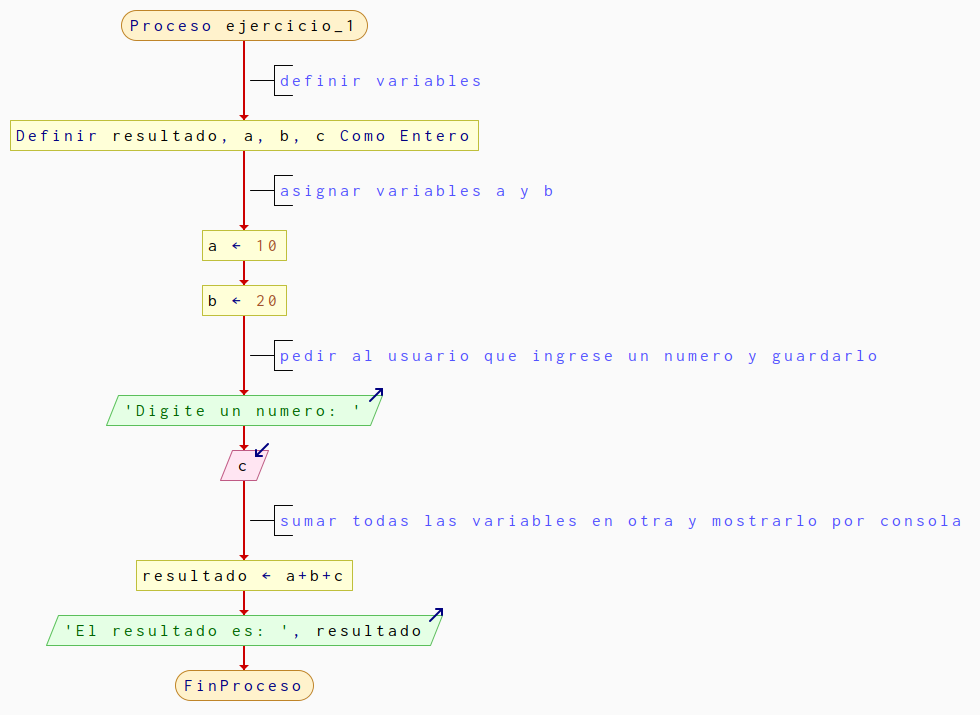 Proceso ejercicio_1
definir variables
Definir resultado, a, b, c Como Entero
asignar variables a y b
a ← 10
b ← 20
pedir al usuario que ingrese un numero y guardarlo
'Digite un numero: '
c
sumar todas las variables en otra y mostrarlo por consola
resultado ← a+b+c
'El resultado es: ', resultado
FinProceso